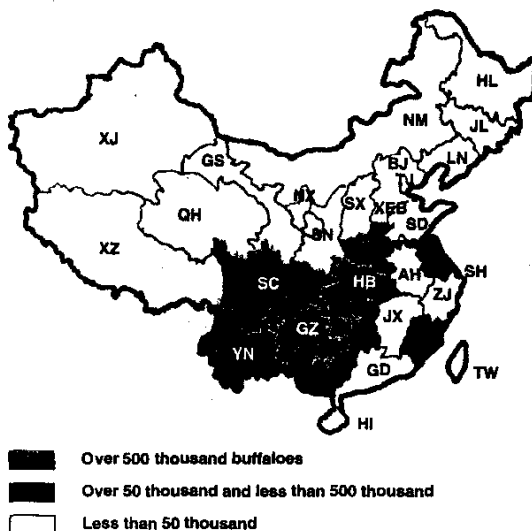 HL
NM
JL
XJ
BJ
LN
GS
TJ
NX
SX
QH
SD
SN
XZ
SC
HB
AH
SH
ZJ
GZ
JX
YN
GD
TW
HI
Over 500 thousand buffaloes
Over 50 thousand and less than 500 thousand
Less than 50 thousand